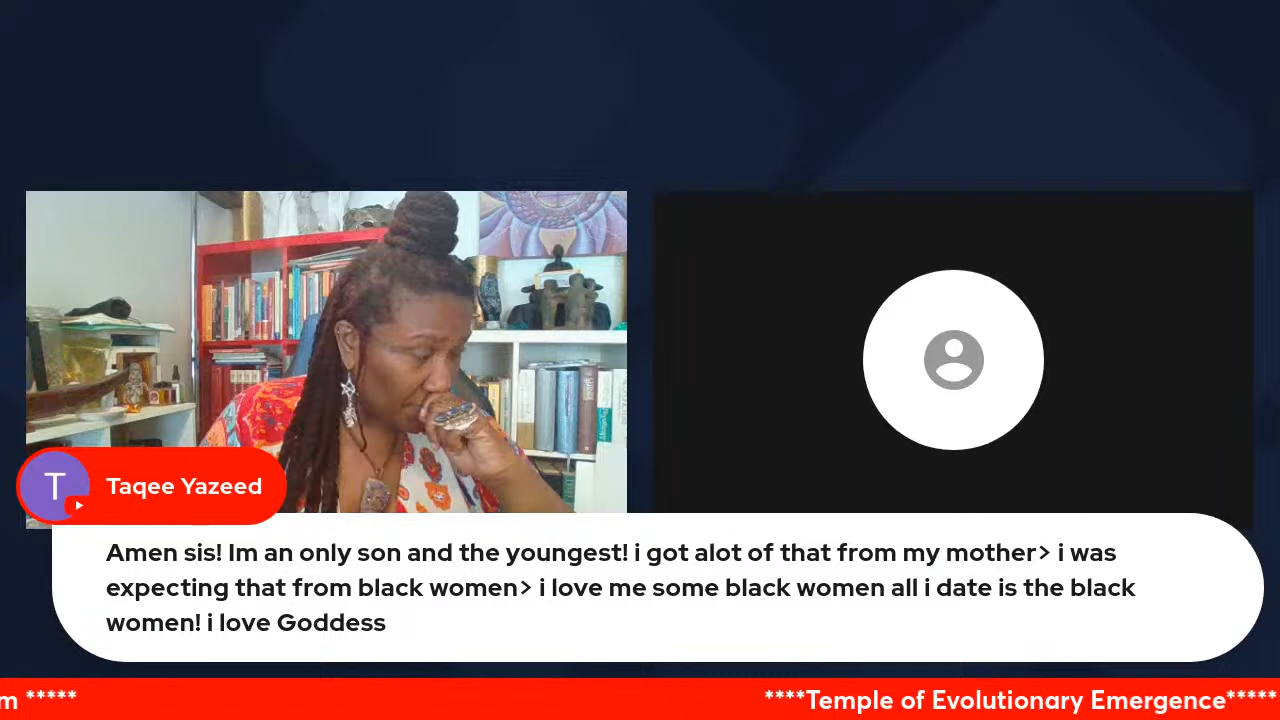 T
Taqee Yazeed
Amen sis! Im an only son and the youngest! i got alot of that from my mother> i was
expecting that from black women> i love me some black women all i date is the black
women! i love Goddess
m ***** ****Temple of Evolutionary Emergence*****